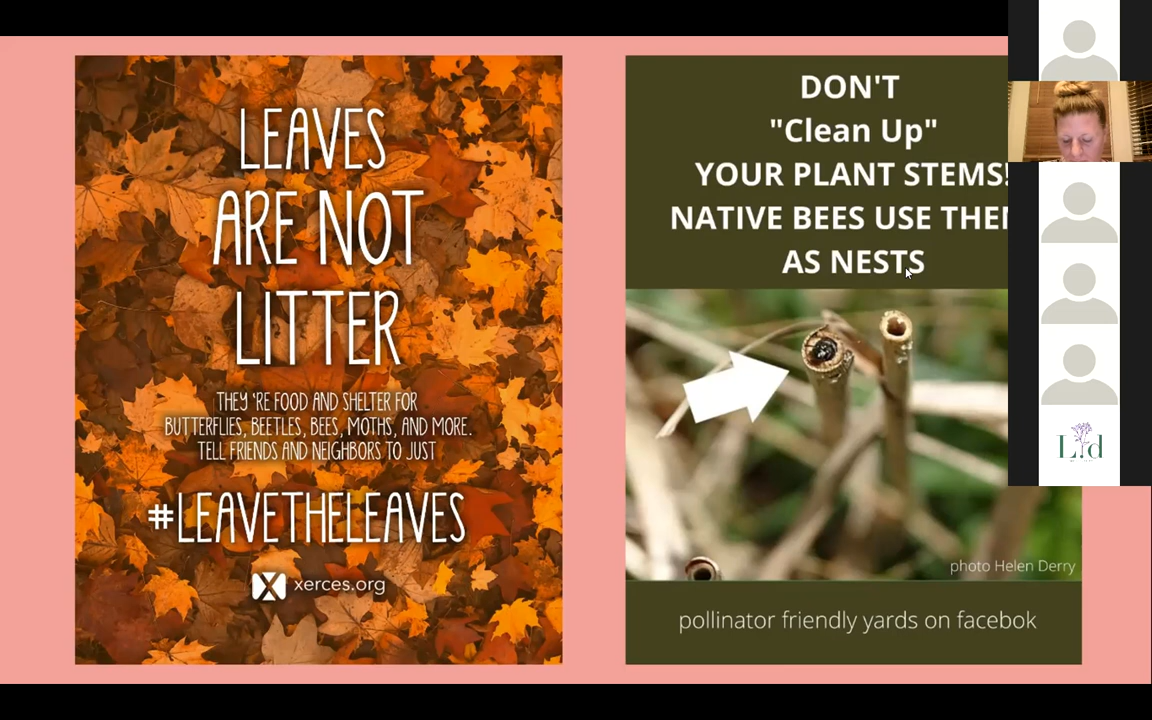 LEAVES
ARE NOT
LITTER
THEY 'RE FOOD AND SHELTER FOR
BUTTERFLIES, BEETLES, BEES, MOTHS, AND MORE.
TELL FRIENDS AND NEIGHBORS TO JUST
#LEAVETHELEAVES
xerces.org
DON'T
"Clean Up"
YOUR PLANT STEMS!
NATIVE BEES USE THEM
AS NESTS
photo Helen Derry
pollinator friendly yards on facebok